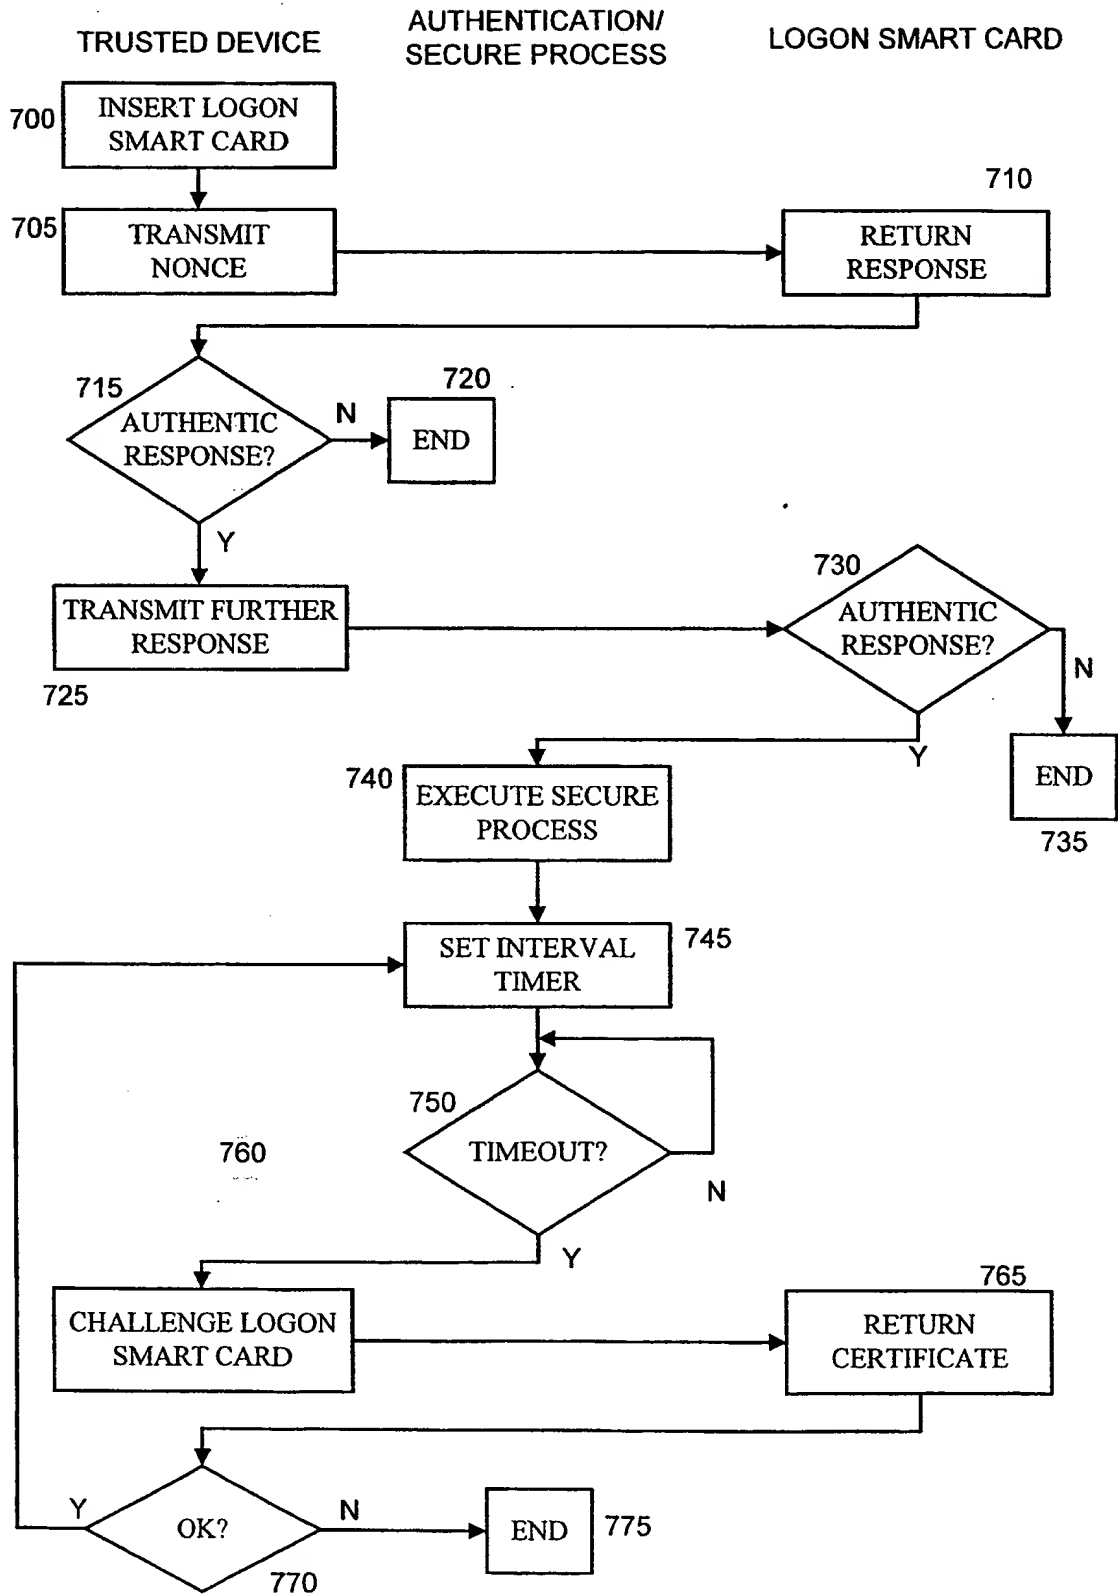 TRUSTED DEVICE
AUTHENTICATION/
SECURE PROCESS
LOGON SMART CARD
700
INSERT LOGON
SMART CARD
705
TRANSMIT
NONCE
710
RETURN
RESPONSE
715
AUTHENTIC
RESPONSE?
N
720
END
Y
TRANSMIT FURTHER
RESPONSE
725
730
AUTHENTIC
RESPONSE?
N
Y
END
735
740
EXECUTE SECURE
PROCESS
SET INTERVAL
TIMER
745
750
TIMEOUT?
N
Y
760
CHALLENGE LOGON
SMART CARD
765
RETURN
CERTIFICATE
Y
OK?
N
770
END
775